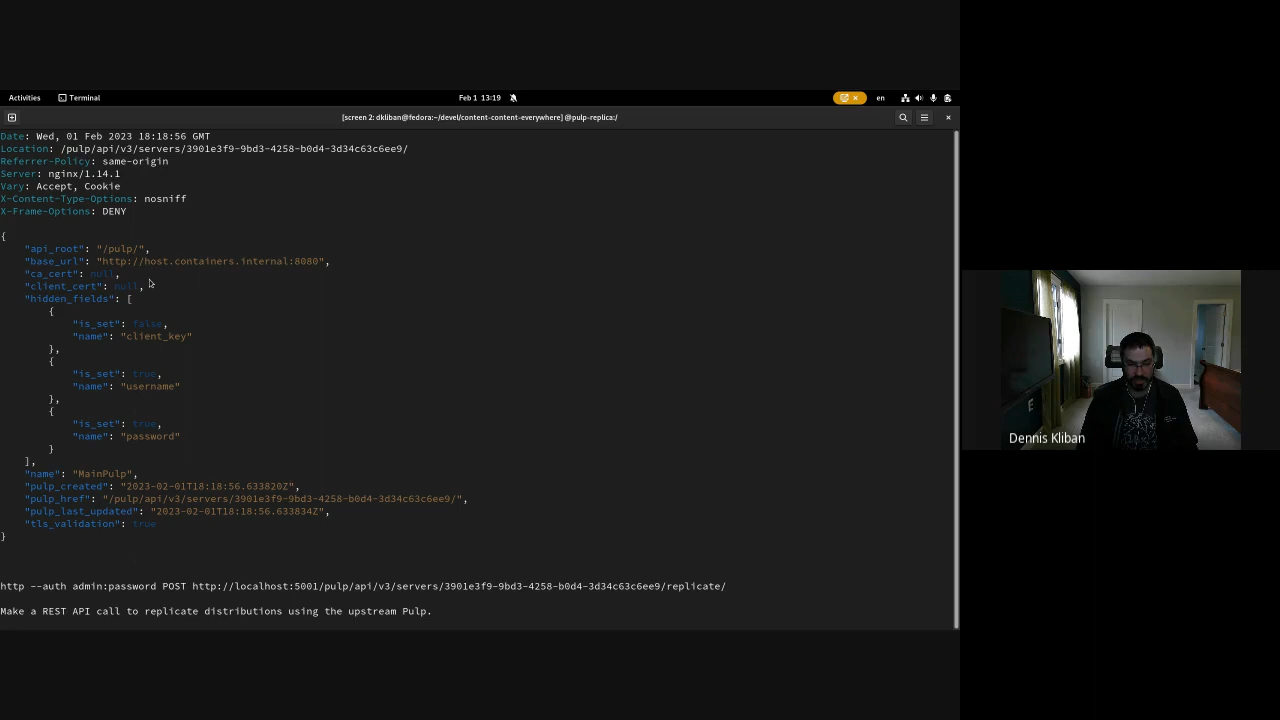 Activities
Terminal
Feb 1 13:19
en
[screen 2: dkliban@fedora:~/devel/content-content-everywhere] @pulp-replica:/
Date: Wed, 01 Feb 2023 18:18:56 GMT
Location: /pulp/api/v3/servers/3901e3f9-9bd3-4258-b0d4-3d34c63c6ee9/
Referrer-Policy: same-origin
Server: nginx/1.14.1
Vary: Accept, Cookie
X-Content-Type-Options: nosniff
X-Frame-Options: DENY
{
    "api_root": "/pulp/",
    "base_url": "http://host.containers.internal:8080",
    "ca_cert": null,
    "client_cert": null,
    "hidden_fields": [
        {
            "is_set": false,
            "name": "client_key"
        },
        {
            "is_set": true,
            "name": "username"
        },
        {
            "is_set": true,
            "name": "password"
        }
    ],
    "name": "MainPulp",
    "pulp_created": "2023-02-01T18:18:56.633820Z",
    "pulp_href": "/pulp/api/v3/servers/3901e3f9-9bd3-4258-b0d4-3d34c63c6ee9/",
    "pulp_last_updated": "2023-02-01T18:18:56.633834Z",
    "tls_validation": true
}
http --auth admin:password POST http://localhost:5001/pulp/api/v3/servers/3901e3f9-9bd3-4258-b0d4-3d34c63c6ee9/replicate/
Make a REST API call to replicate distributions using the upstream Pulp.
Dennis Kliban